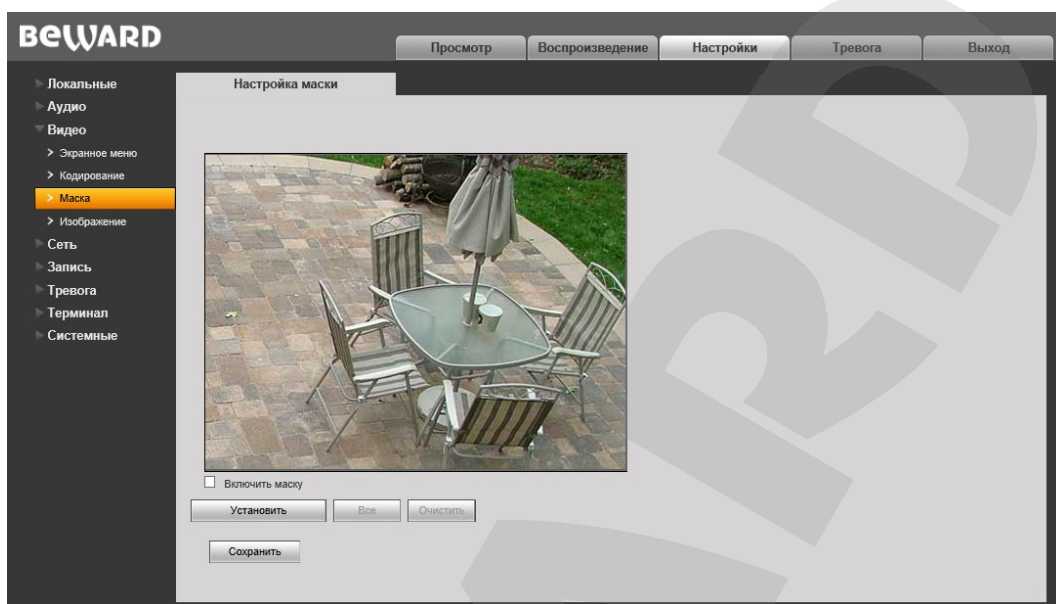 BEWARD
Просмотр Воспроизведение Настройки Тревога Выход
Локальные
Аудио
Видео
> Экранное меню
> Кодирование
> Маска
> Изображение
Сеть
Запись
Тревога
Терминал
Системные
Настройка маски
Включить маску
Установить Все Очистить
Сохранить
ARD